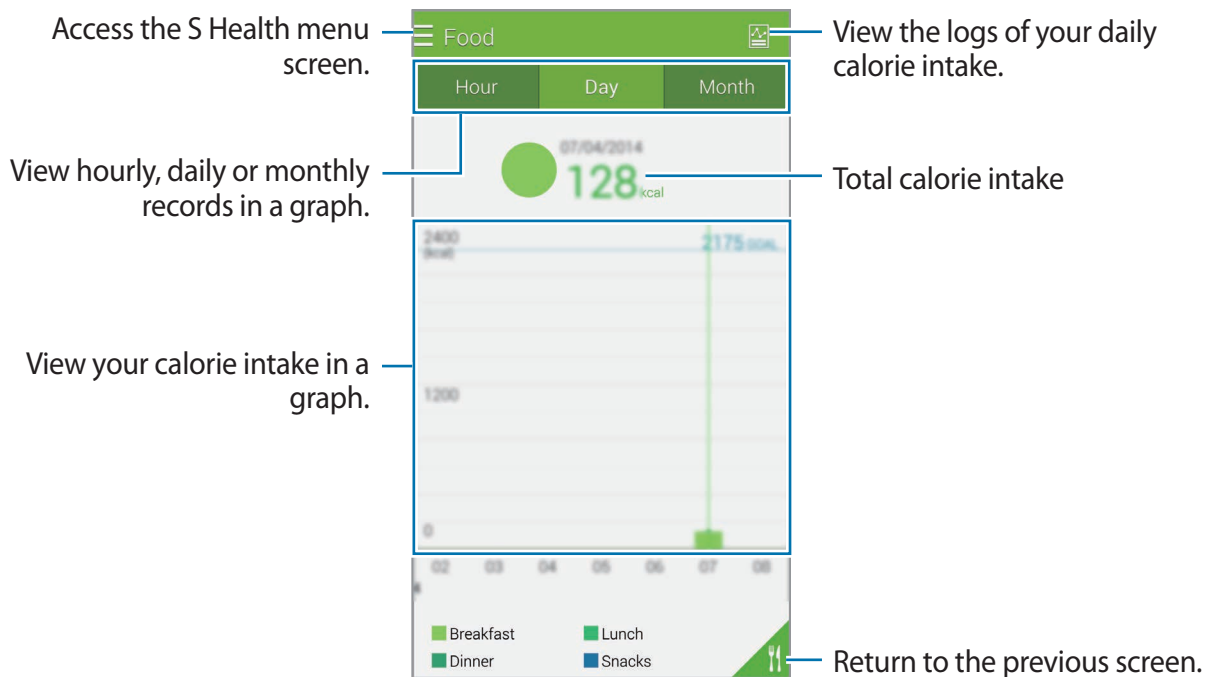 Access the S Health menu
screen.
Food
View the logs of your daily
calorie intake.
Hour Day Month
View hourly, daily or monthly
records in a graph.
07/04/2014
128 kcal
Total calorie intake
2400
(kcal)
2175 GOAL
View your calorie intake in a
graph.
1200
0
02 03 04 05 06 07 08
Breakfast Lunch
Dinner Snacks
Return to the previous screen.